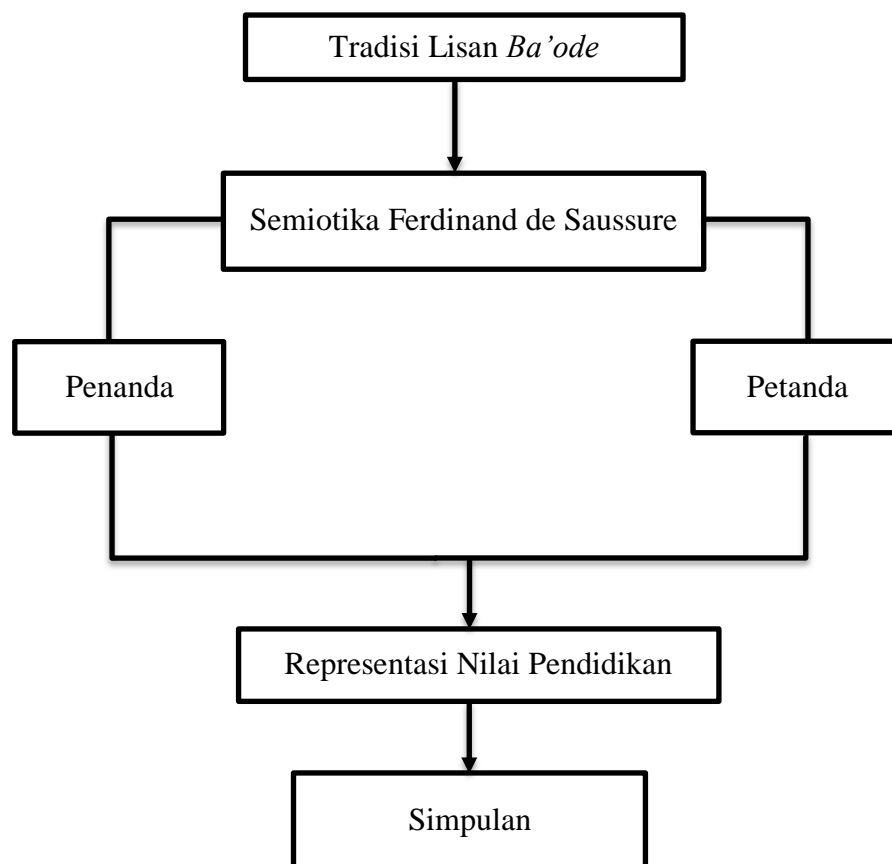 Tradisi Lisan Ba’ode
Semiotika Ferdinand de Saussure
Penanda
Petanda
Representasi Nilai Pendidikan
Simpulan